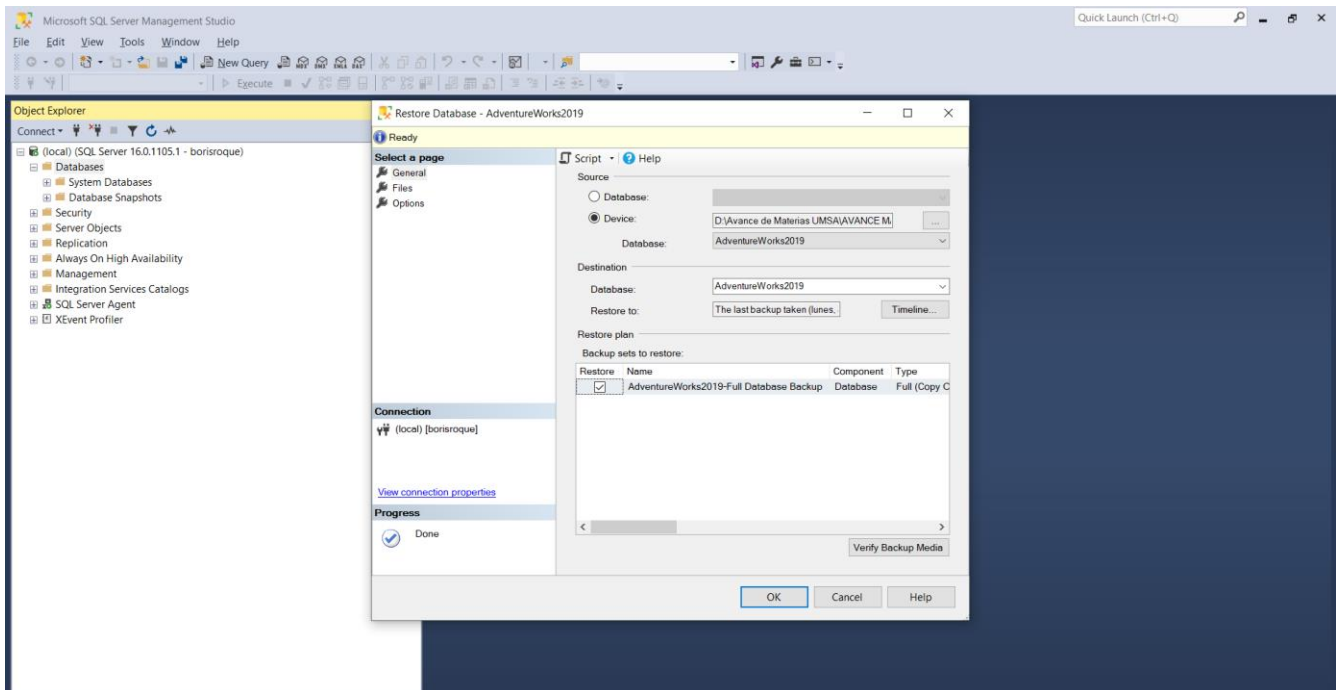 Microsoft SQL Server Management Studio
Quick Launch (Ctrl+Q)
File Edit View Tools Window Help
New Query
Execute
Object Explorer
Connect
(local) (SQL Server 16.0.1105.1 - borisroque)
Databases
System Databases
Database Snapshots
Security
Server Objects
Replication
Always On High Availability
Management
Integration Services Catalogs
SQL Server Agent
XEvent Profiler
Restore Database - AdventureWorks2019
Ready
Select a page
General
Files
Options
Connection
(local) [borisroque]
View connection properties
Progress
Done
Script Help
Source
Database:
Device: D:\Avance de Materias UMSA\AVANCE MA
Database: AdventureWorks2019
Destination
Database: AdventureWorks2019
Restore to: The last backup taken (lunes, Timeline...
Restore plan
Backup sets to restore:
Restore Name Component Type
AdventureWorks2019-Full Database Backup Database Full (Copy O
Verify Backup Media
OK Cancel Help